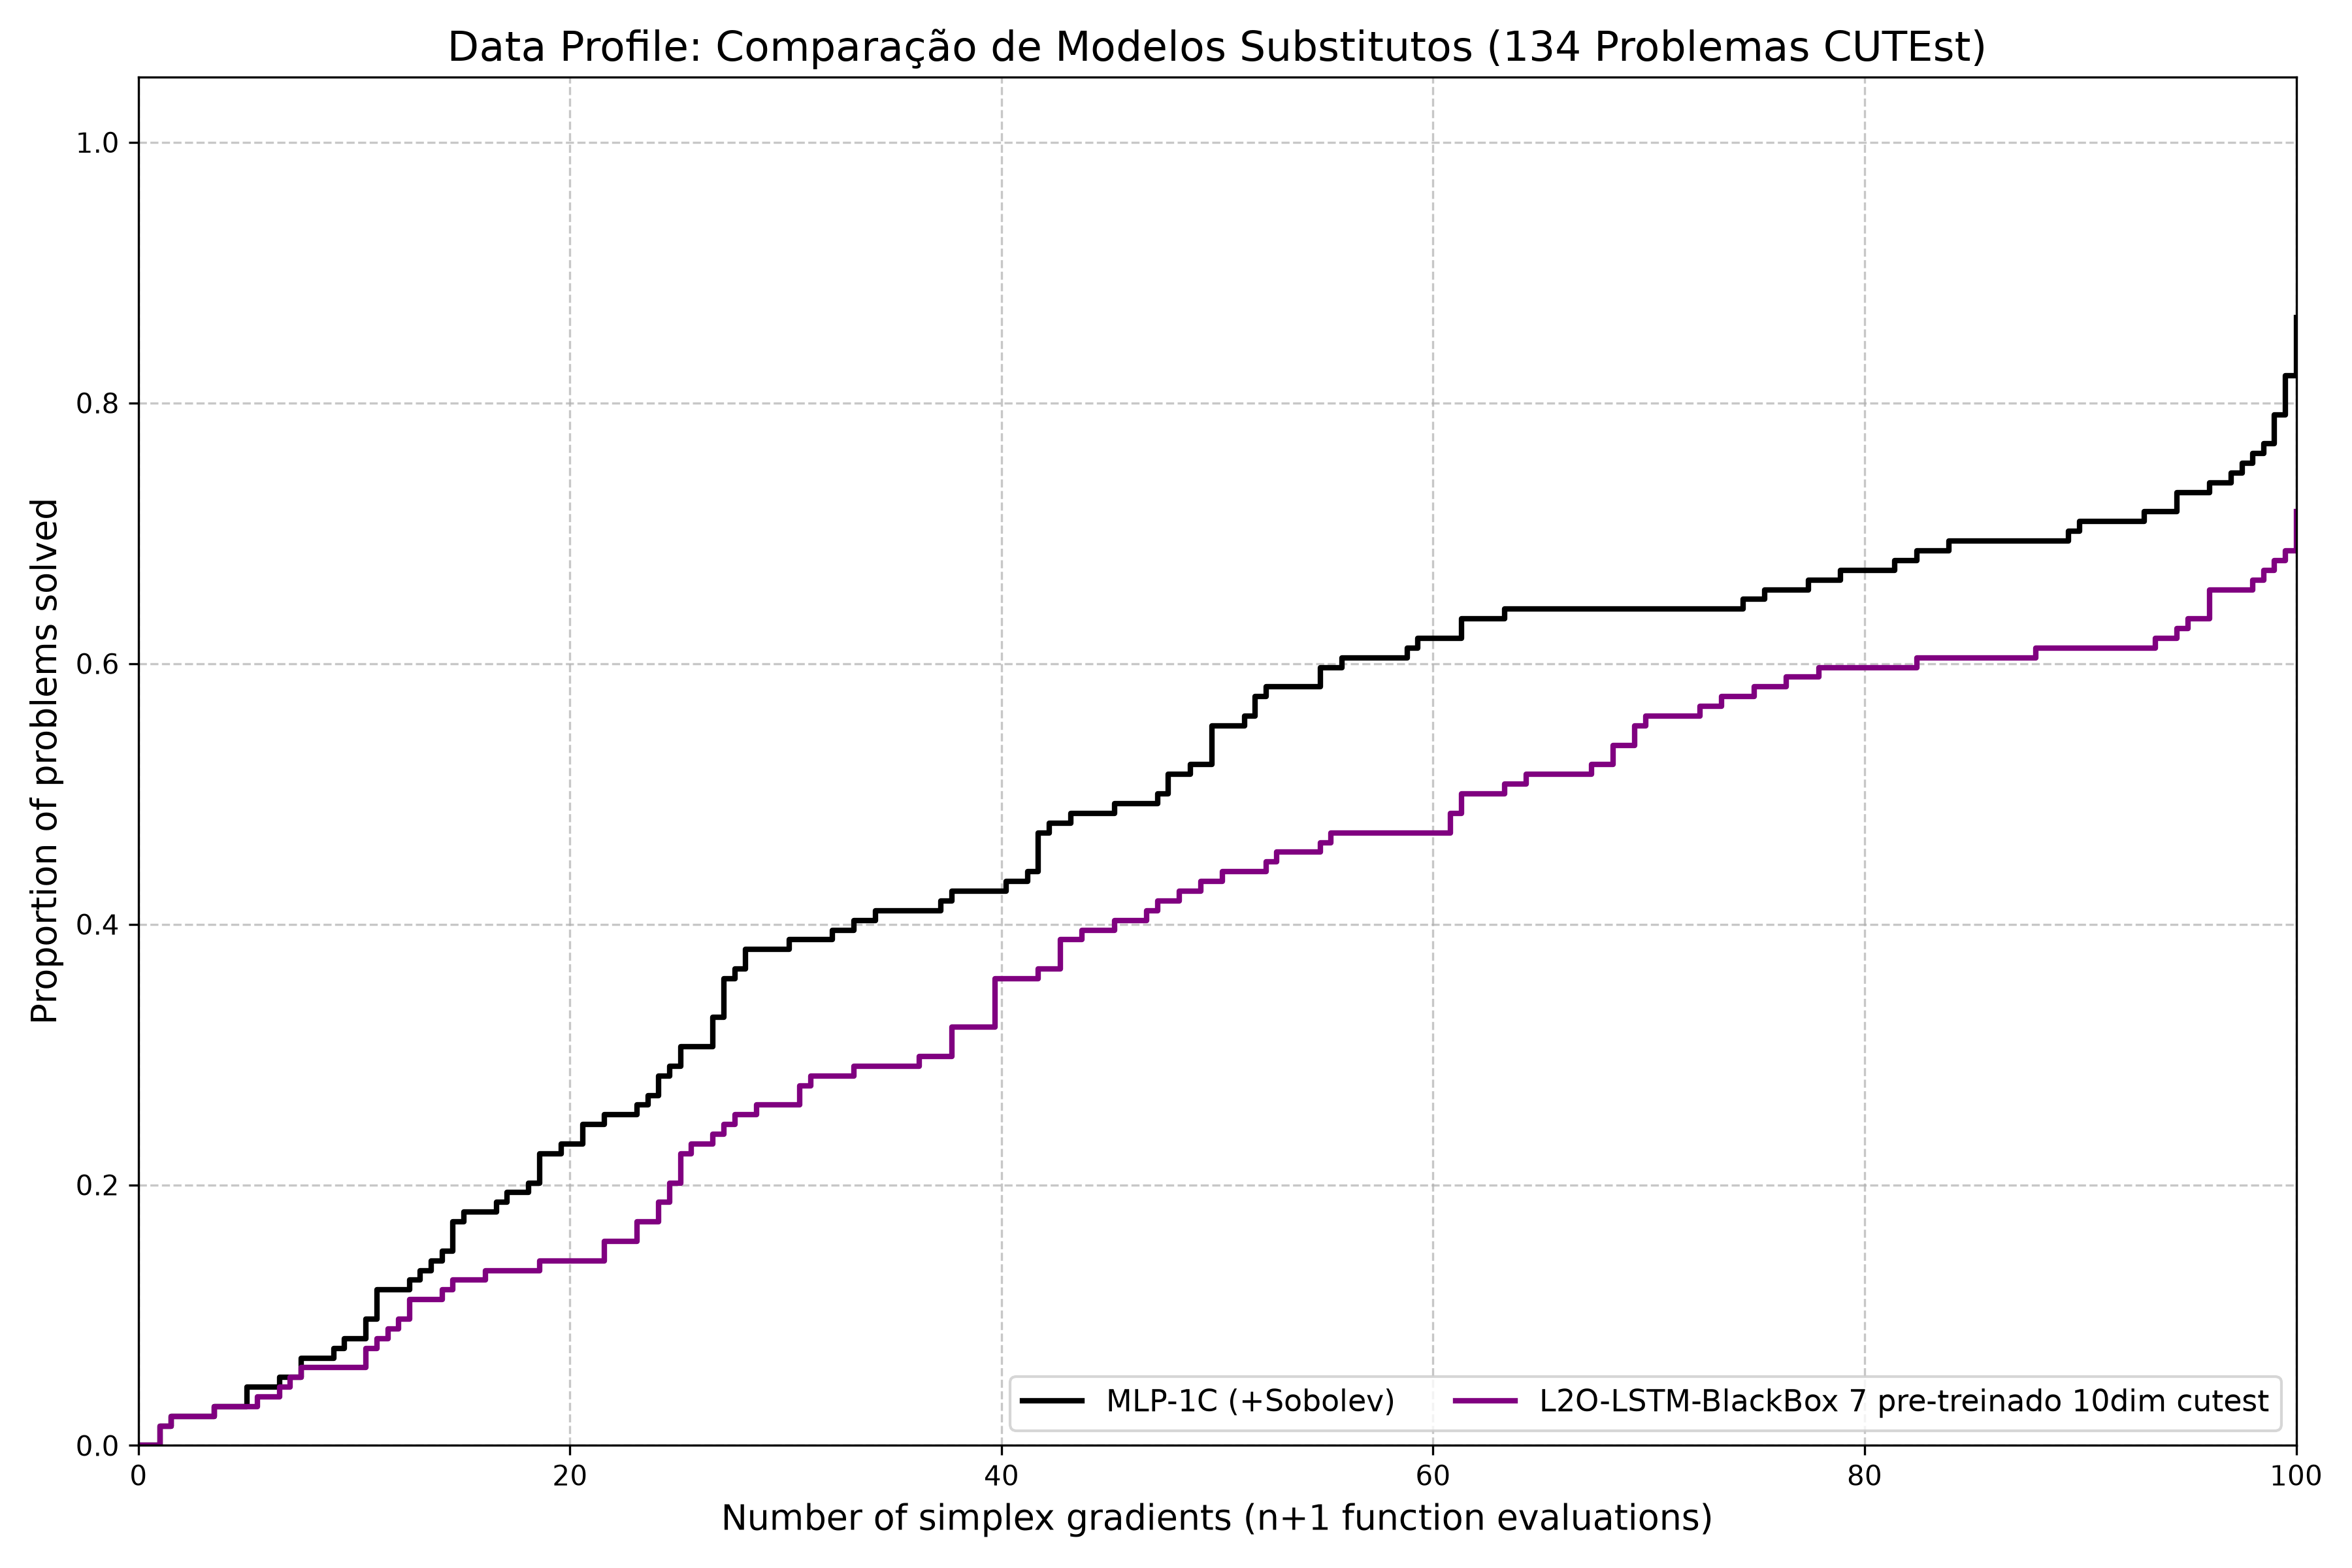 Data Profile: Comparação de Modelos Substitutos (134 Problemas CUTEst)
Proportion of problems solved
1.0
0.8
0.6
0.4
0.2
0.0
0 20 40 60 80 100
MLP-1C (+Sobolev) L2O-LSTM-BlackBox 7 pre-treinado 10dim cutest
Number of simplex gradients (n+1 function evaluations)